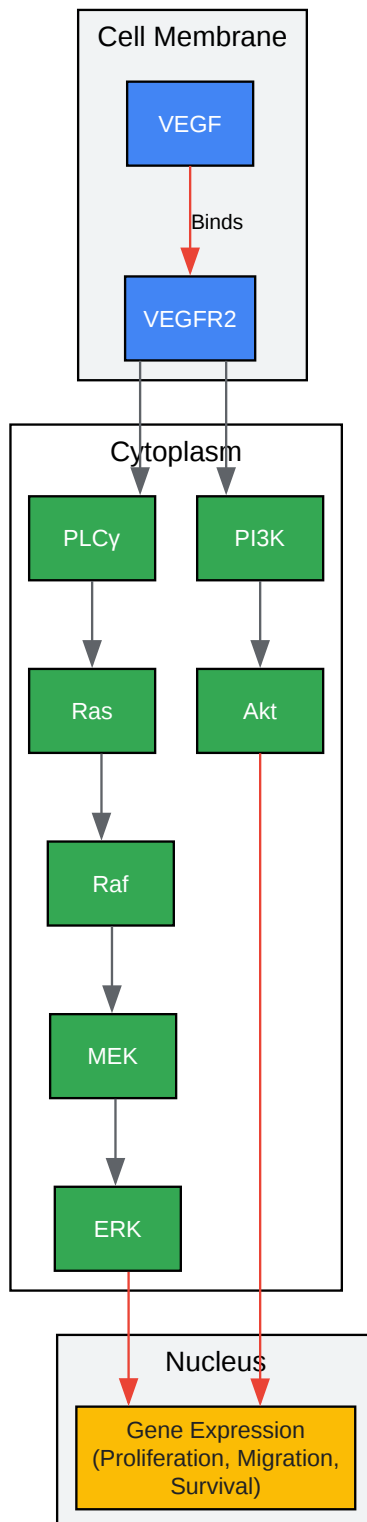 Cell Membrane
VEGF
Binds
VEGFR2
Cytoplasm
PLCγ
PI3K
Ras
Akt
Raf
MEK
ERK
Nucleus
Gene Expression
(Proliferation, Migration,
Survival)